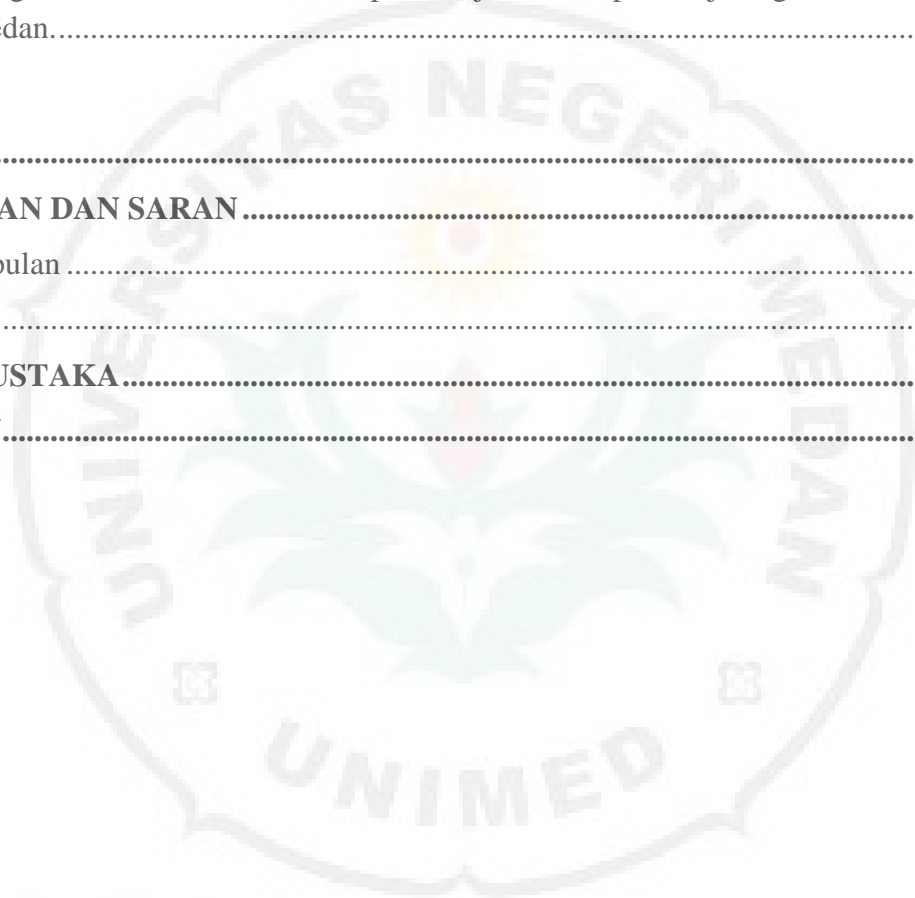 edan.....................................................................................................................
.....................................................................................................................
AN DAN SARAN.....................................................................................................................
pulan .....................................................................................................................
.....................................................................................................................
USTAKA.....................................................................................................................
.....................................................................................................................
UNIVERSITAS NEGERI MEDAN
UNIMED